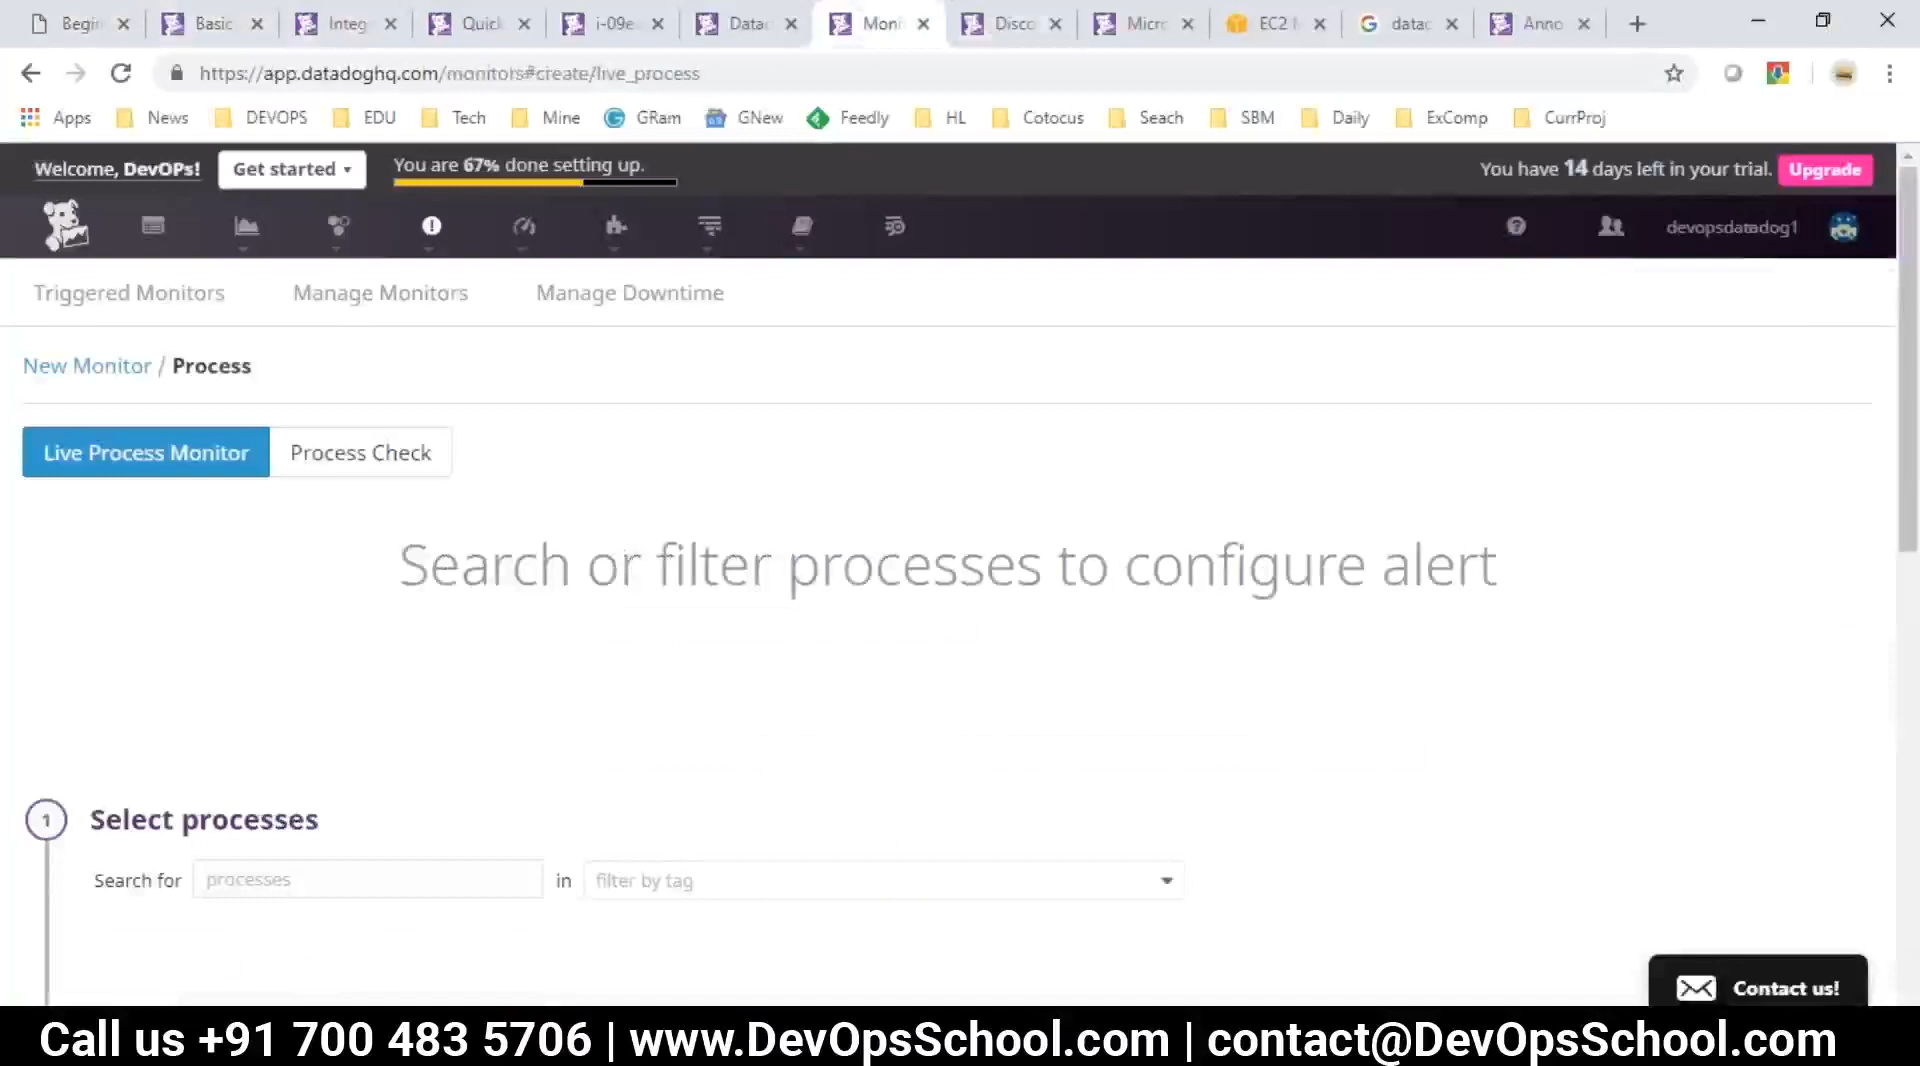 Begin Basic Integ Quick i-09e Datad Monit Disco Micro EC2 M datad Anno
https://app.datadoghq.com/monitors#create/live_process
Apps News DEVOPS EDU Tech Mine GRam GNew Feedly HL Cotocus Seach SBM Daily ExComp CurrProj
Welcome, DevOPs! Get started You are 67% done setting up. You have 14 days left in your trial. Upgrade
devopsdatadog1
Triggered Monitors Manage Monitors Manage Downtime
New Monitor / Process
Live Process Monitor Process Check
Search or filter processes to configure alert
1 Select processes
Search for processes in filter by tag
Contact us!
Call us +91 700 483 5706 | www.DevOpsSchool.com | contact@DevOpsSchool.com